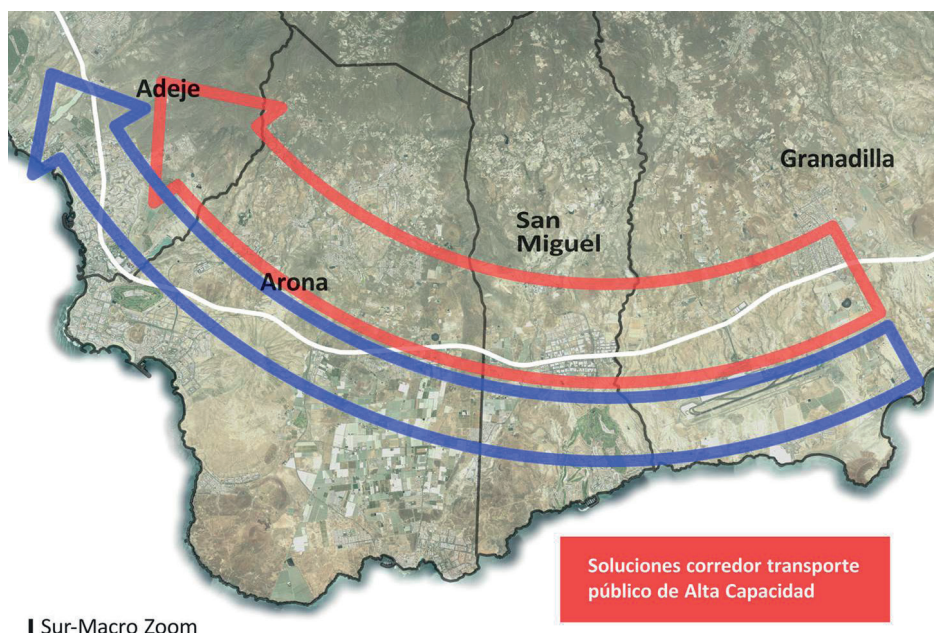 Adeje
Granadilla
San
Miguel
Arona
Soluciones corredor transporte
público de Alta Capacidad
Sur-Macro Zoom